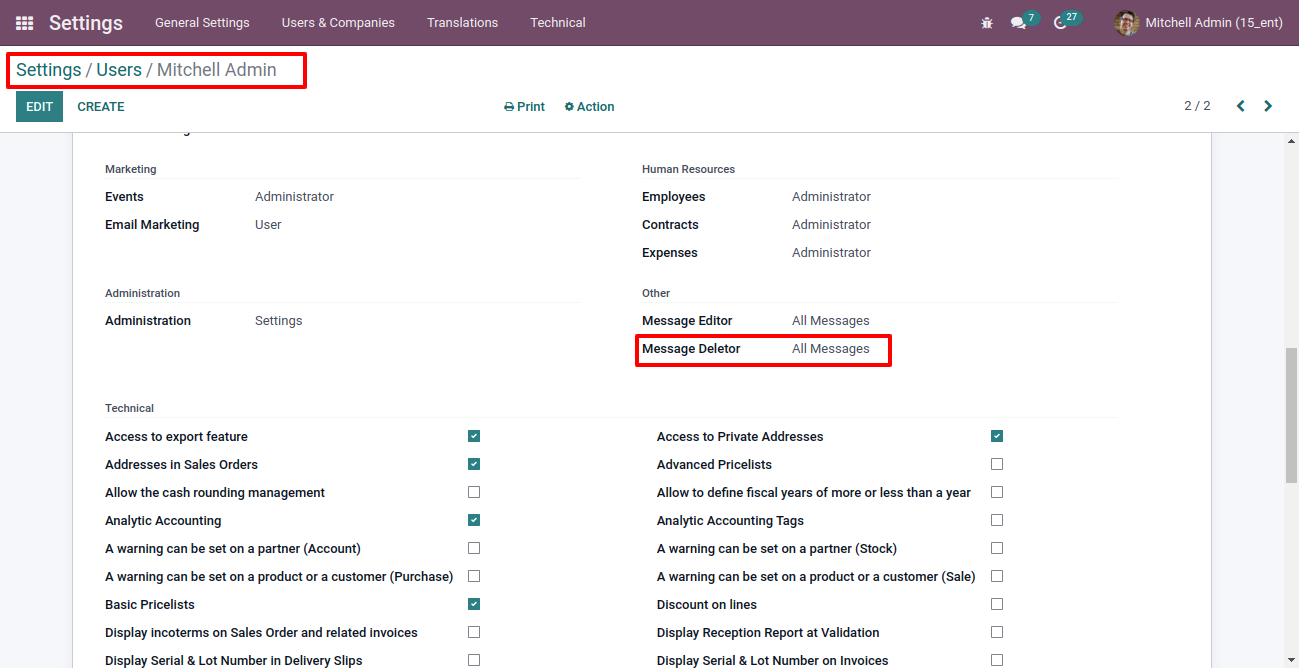 Settings General Settings Users & Companies Translations Technical 7 27 Mitchell Admin (15_ent)
Settings / Users / Mitchell Admin
EDIT CREATE Print Action 2 / 2
Marketing Human Resources
Events Administrator Employees Administrator
Email Marketing User Contracts Administrator
Expenses Administrator
Administration Other
Administration Settings Message Editor All Messages
Message Deletor All Messages
Technical
Access to export feature Access to Private Addresses
Addresses in Sales Orders Advanced Pricelists
Allow the cash rounding management Allow to define fiscal years of more or less than a year
Analytic Accounting Analytic Accounting Tags
A warning can be set on a partner (Account) A warning can be set on a partner (Stock)
A warning can be set on a product or a customer (Purchase) A warning can be set on a product or a customer (Sale)
Basic Pricelists Discount on lines
Display incoterms on Sales Order and related invoices Display Reception Report at Validation
Display Serial & Lot Number in Delivery Slips Display Serial & Lot Number on Invoices